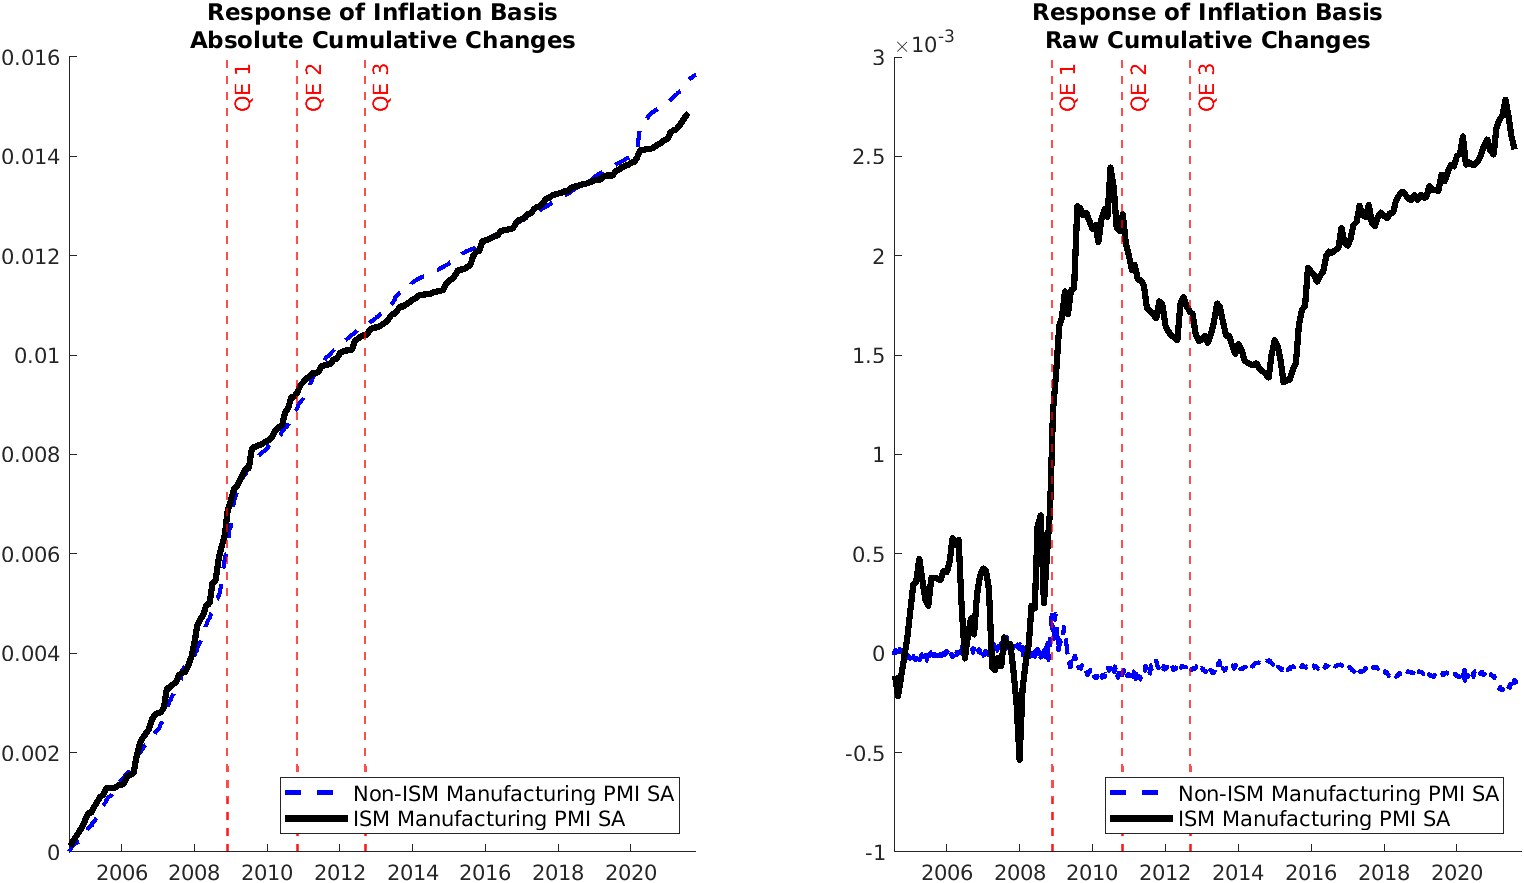 Response of Inflation Basis
Absolute Cumulative Changes
0.016
0.014
0.012
0.01
0.008
0.006
0.004
0.002
0
QE 1
QE 2
QE 3
2006 2008 2010 2012 2014 2016 2018 2020
Non-ISM Manufacturing PMI SA
ISM Manufacturing PMI SA
Response of Inflation Basis
Raw Cumulative Changes
×10⁻³
3
2.5
2
1.5
1
0.5
0
-0.5
-1
QE 1
QE 2
QE 3
2006 2008 2010 2012 2014 2016 2018 2020
Non-ISM Manufacturing PMI SA
ISM Manufacturing PMI SA